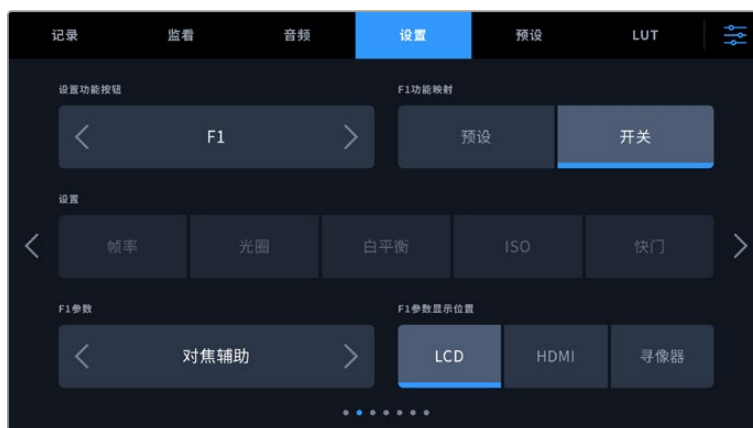 记录 监看 音频 设置 预设 LUT
设置功能按钮 F1功能映射
F1 预设 开关
设置
帧率 光圈 白平衡 ISO 快门
F1参数 F1参数显示位置
对焦辅助 LCD HDMI 寻像器